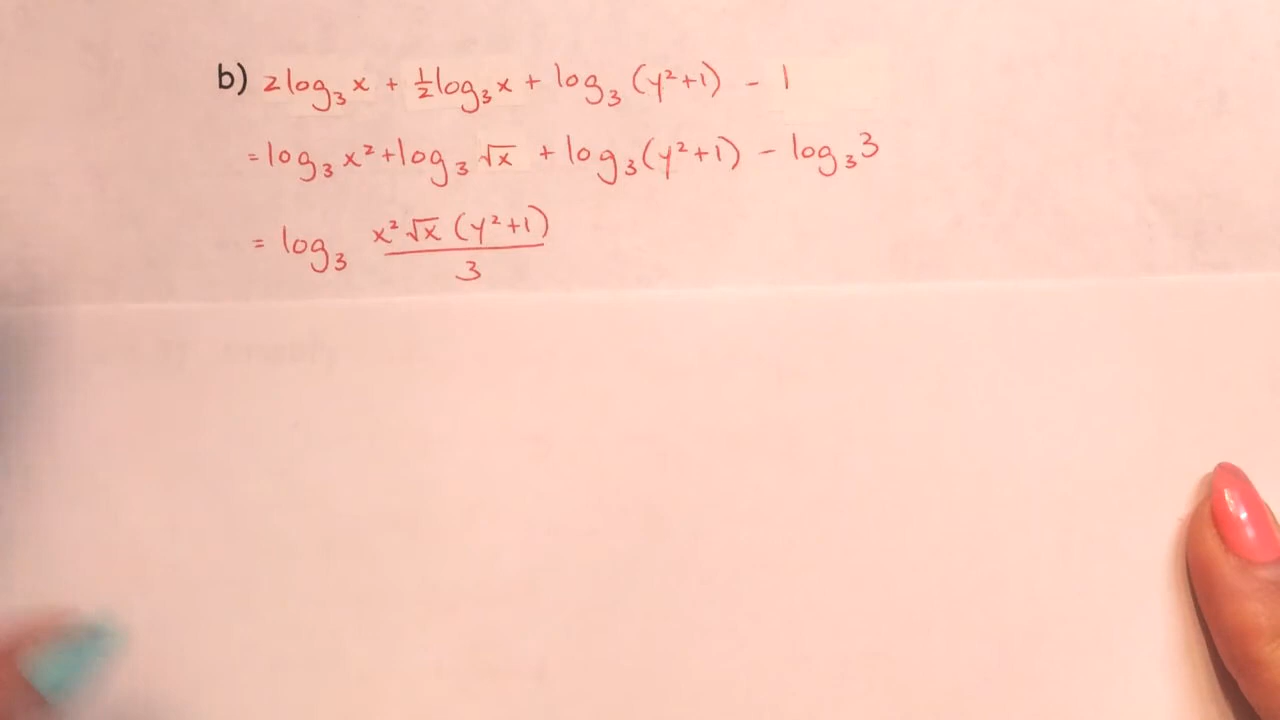 b) 2log₃x + ½log₃x + log₃(y²+1) - 1
=log₃x²+log₃√x + log₃(y²+1) - log₃3
= log₃ x²√x (y²+1)/3